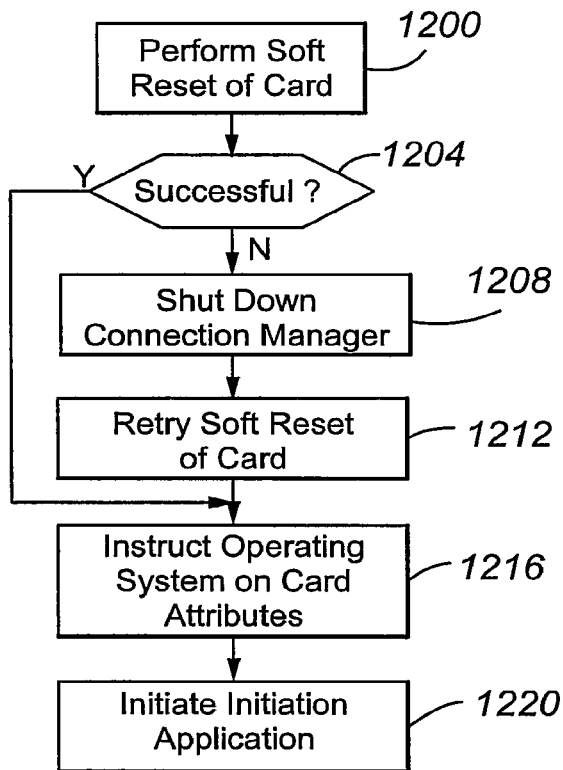 1200
Perform Soft
Reset of Card
1204
Y
Successful ?
N
1208
Shut Down
Connection Manager
Retry Soft Reset
of Card
1212
Instruct Operating
System on Card
Attributes
1216
Initiate Initiation
Application
1220